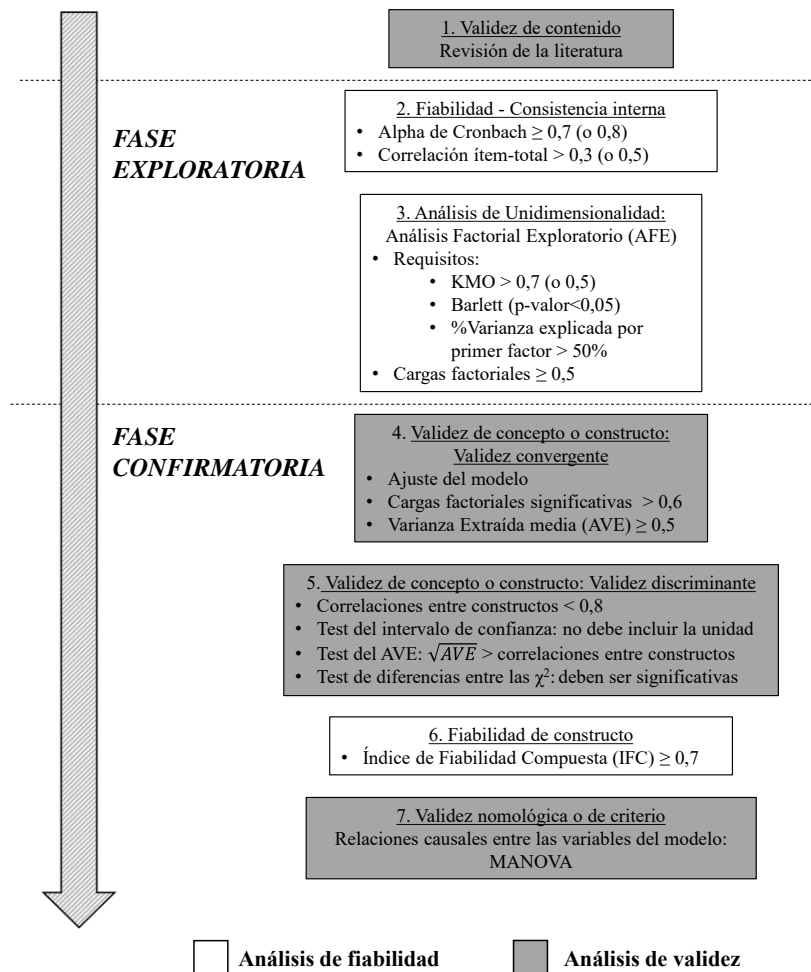 1. Validez de contenido
Revisión de la literatura
FASE
EXPLORATORIA
2. Fiabilidad - Consistencia interna
• Alpha de Cronbach ≥ 0,7 (o 0,8)
• Correlación ítem-total > 0,3 (o 0,5)
3. Análisis de Unidimensionalidad:
Análisis Factorial Exploratorio (AFE)
• Requisitos:
• KMO > 0,7 (o 0,5)
• Barlett (p-valor<0,05)
• %Varianza explicada por
primer factor > 50%
• Cargas factoriales ≥ 0,5
FASE
CONFIRMATORIA
4. Validez de concepto o constructo:
Validez convergente
• Ajuste del modelo
• Cargas factoriales significativas > 0,6
• Varianza Extraída media (AVE) ≥ 0,5
5. Validez de concepto o constructo: Validez discriminante
• Correlaciones entre constructos < 0,8
• Test del intervalo de confianza: no debe incluir la unidad
• Test del AVE: √AVE > correlaciones entre constructos
• Test de diferencias entre las χ²: deben ser significativas
6. Fiabilidad de constructo
• Índice de Fiabilidad Compuesta (IFC) ≥ 0,7
7. Validez nomológica o de criterio
Relaciones causales entre las variables del modelo:
MANOVA
Análisis de fiabilidad
Análisis de validez